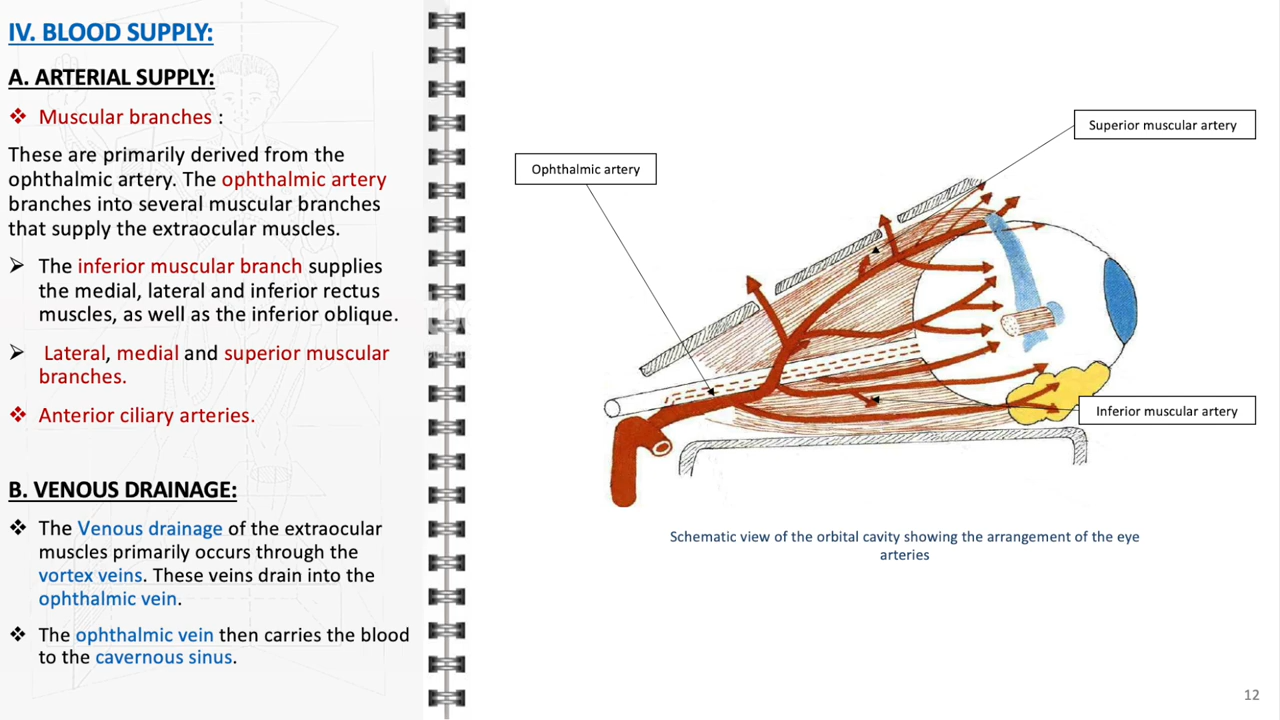 IV. BLOOD SUPPLY:
A. ARTERIAL SUPPLY:
❖ Muscular branches :
These are primarily derived from the
ophthalmic artery. The ophthalmic artery
branches into several muscular branches
that supply the extraocular muscles.
➢ The inferior muscular branch supplies
the medial, lateral and inferior rectus
muscles, as well as the inferior oblique.
➢ Lateral, medial and superior muscular
branches.
❖ Anterior ciliary arteries.
B. VENOUS DRAINAGE:
❖ The Venous drainage of the extraocular
muscles primarily occurs through the
vortex veins. These veins drain into the
ophthalmic vein.
❖ The ophthalmic vein then carries the blood
to the cavernous sinus.
Superior muscular artery
Ophthalmic artery
Inferior muscular artery
Schematic view of the orbital cavity showing the arrangement of the eye
arteries
12